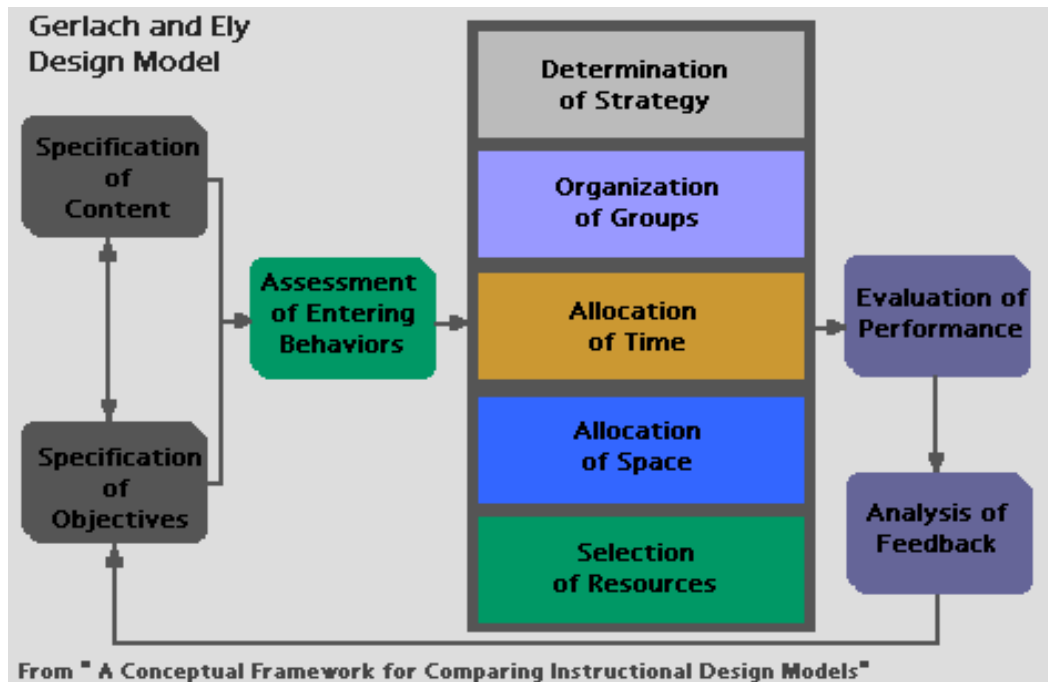 Gerlach and Ely
Design Model
Specification
of
Content
Specification
of
Objectives
Assessment
of Entering
Behaviors
Determination
of Strategy
Organization
of Groups
Allocation
of Time
Allocation
of Space
Selection
of Resources
Evaluation of
Performance
Analysis of
Feedback
From " A Conceptual Framework for Comparing Instructional Design Models"